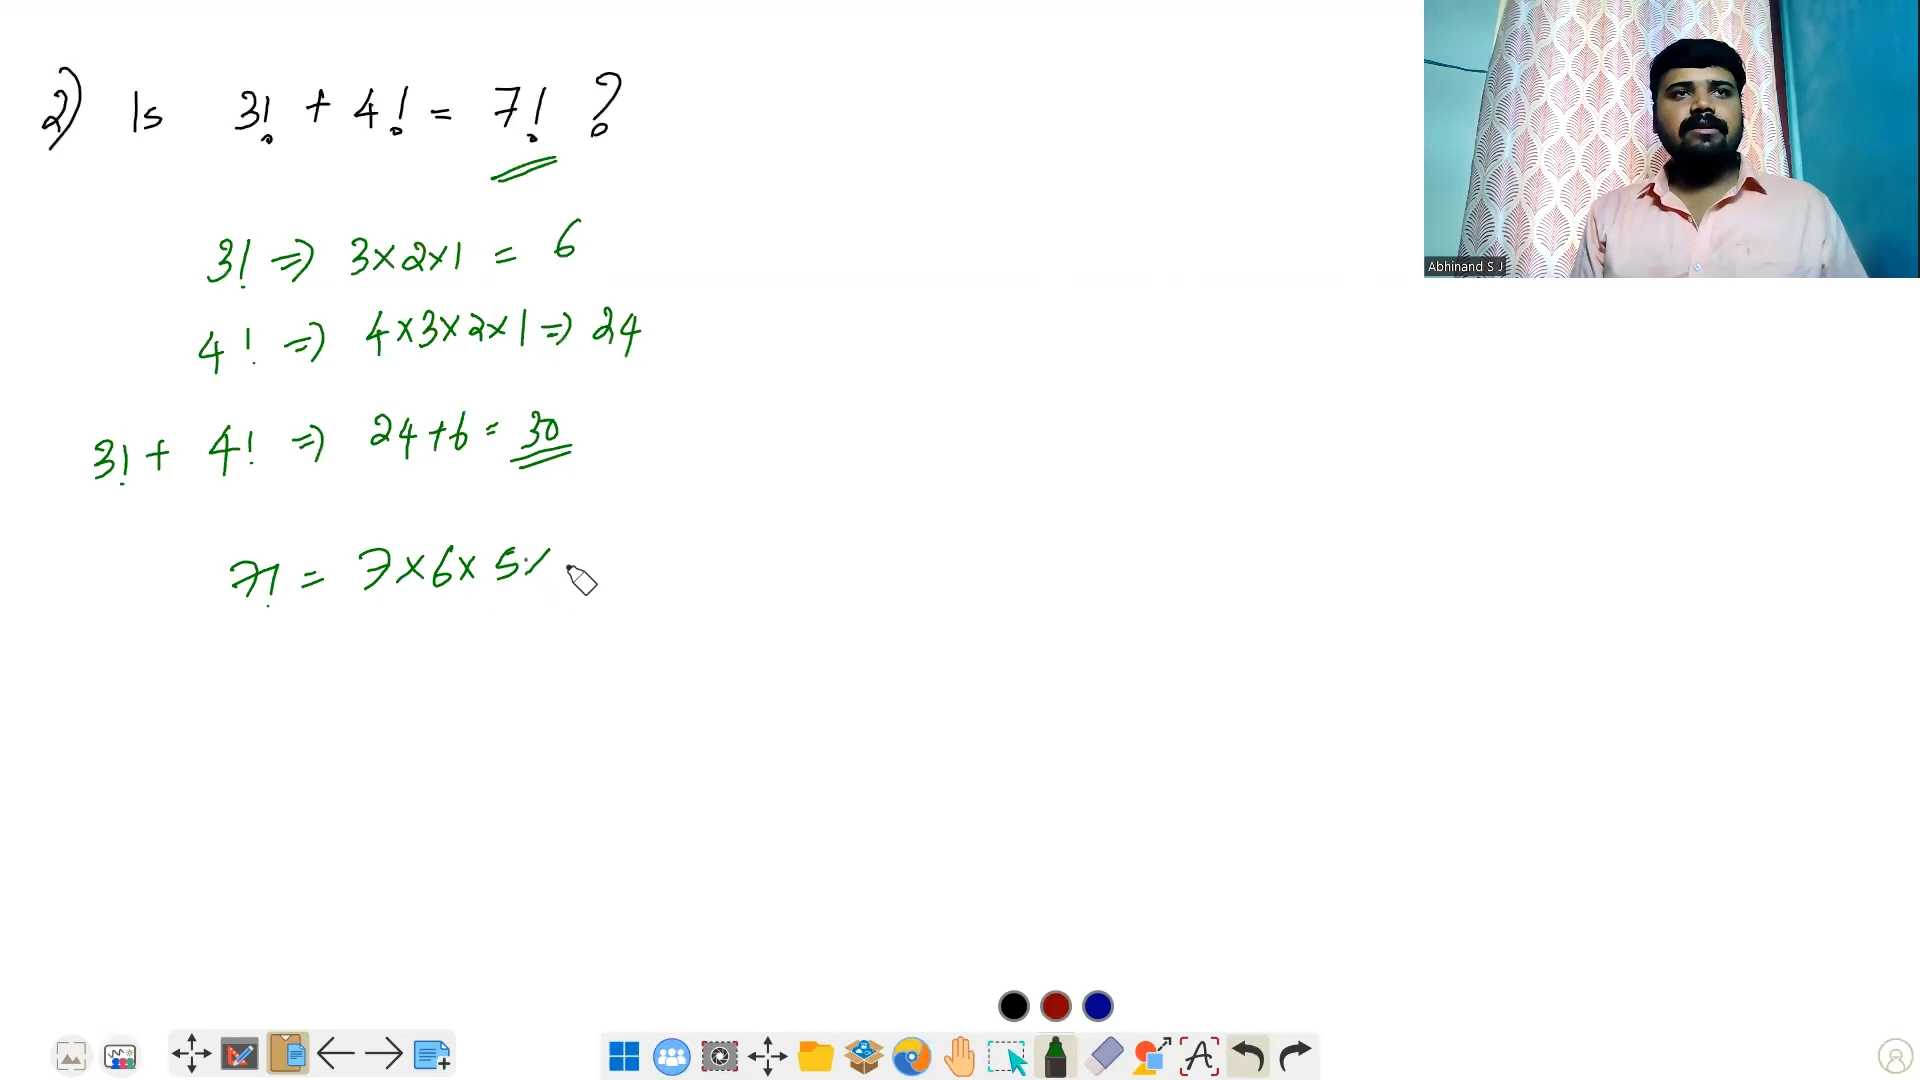 2) Is 3! + 4! = 7! ?
3! => 3×2×1 = 6
4! => 4×3×2×1 => 24
3! + 4! => 24+6 = 30
7! = 7×6×5×
Abhinand S J